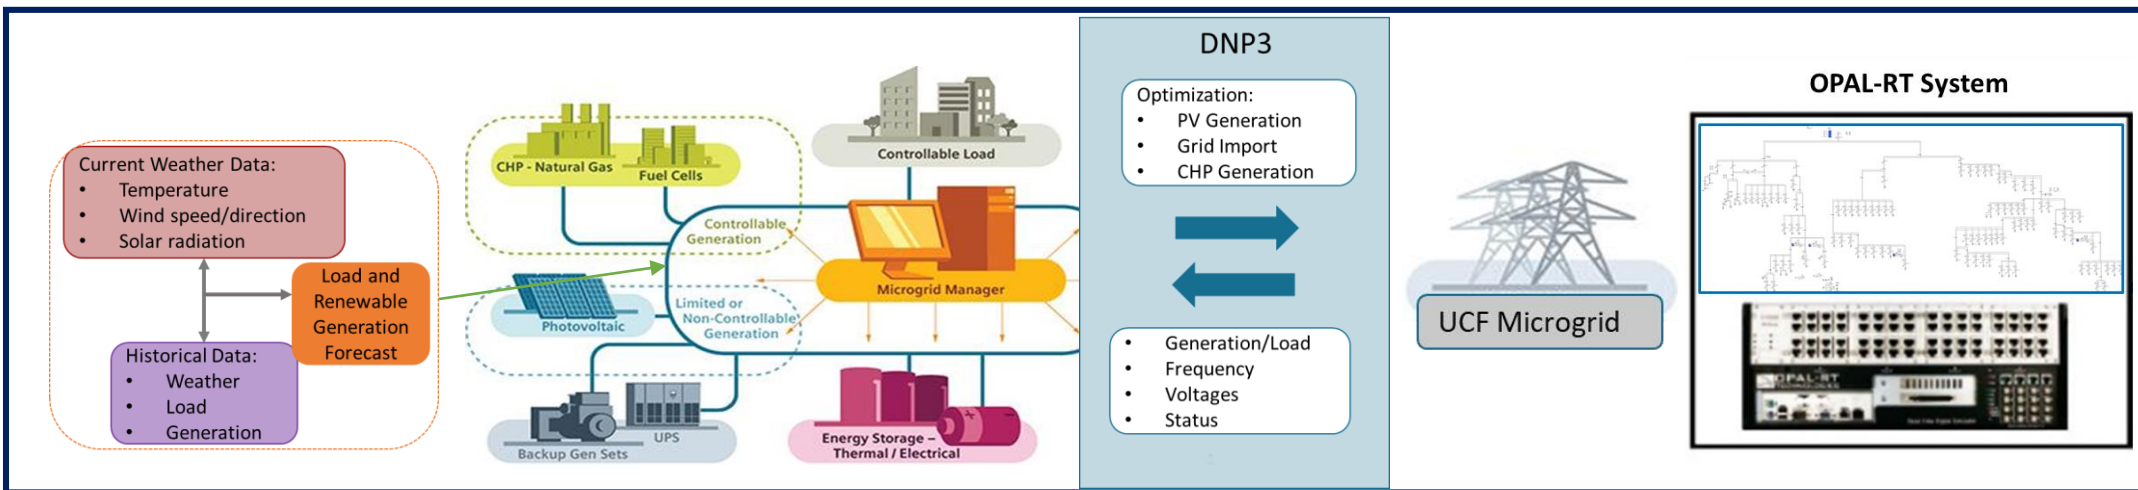 Current Weather Data:
• Temperature
• Wind speed/direction
• Solar radiation
Load and
Renewable
Generation
Forecast
Historical Data:
• Weather
• Load
• Generation
CHP - Natural Gas
Fuel Cells
Controllable
Generation
Controllable Load
Microgrid Manager
Photovoltaic
Limited or
Non-Controllable
Generation
Backup Gen Sets
UPS
Energy Storage –
Thermal / Electrical
DNP3
Optimization:
• PV Generation
• Grid Import
• CHP Generation
• Generation/Load
• Frequency
• Voltages
• Status
UCF Microgrid
OPAL-RT System
OPAL-RT